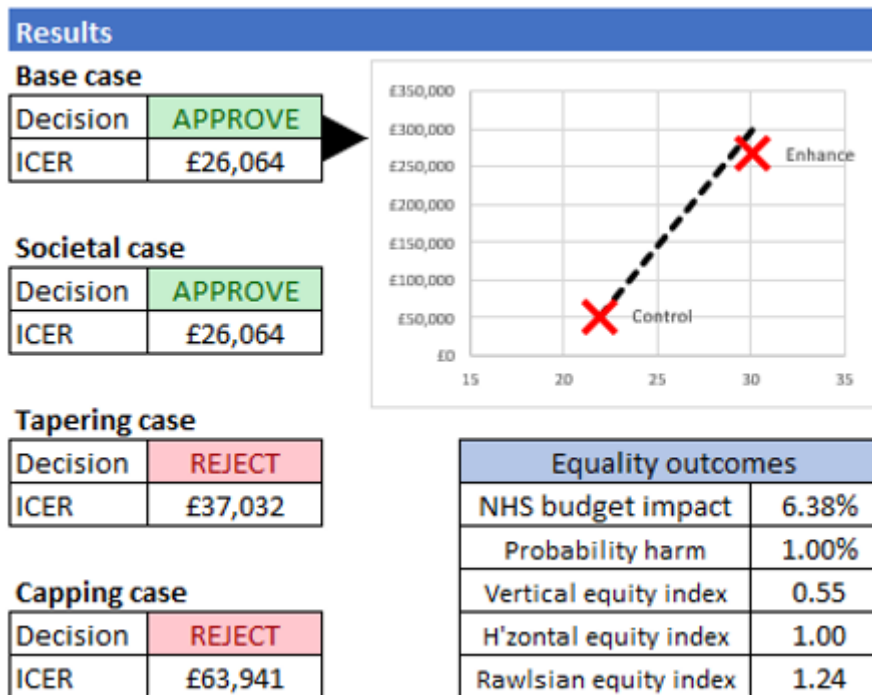 Results
Base case
Decision APPROVE
ICER £26,064
£350,000
£300,000
£250,000
£200,000
£150,000
£100,000
£50,000
£0
15 20 25 30 35
Enhance
Control
Societal case
Decision APPROVE
ICER £26,064
Tapering case
Decision REJECT
ICER £37,032
Capping case
Decision REJECT
ICER £63,941
Equality outcomes
NHS budget impact 6.38%
Probability harm 1.00%
Vertical equity index 0.55
H'zontal equity index 1.00
Rawlsian equity index 1.24